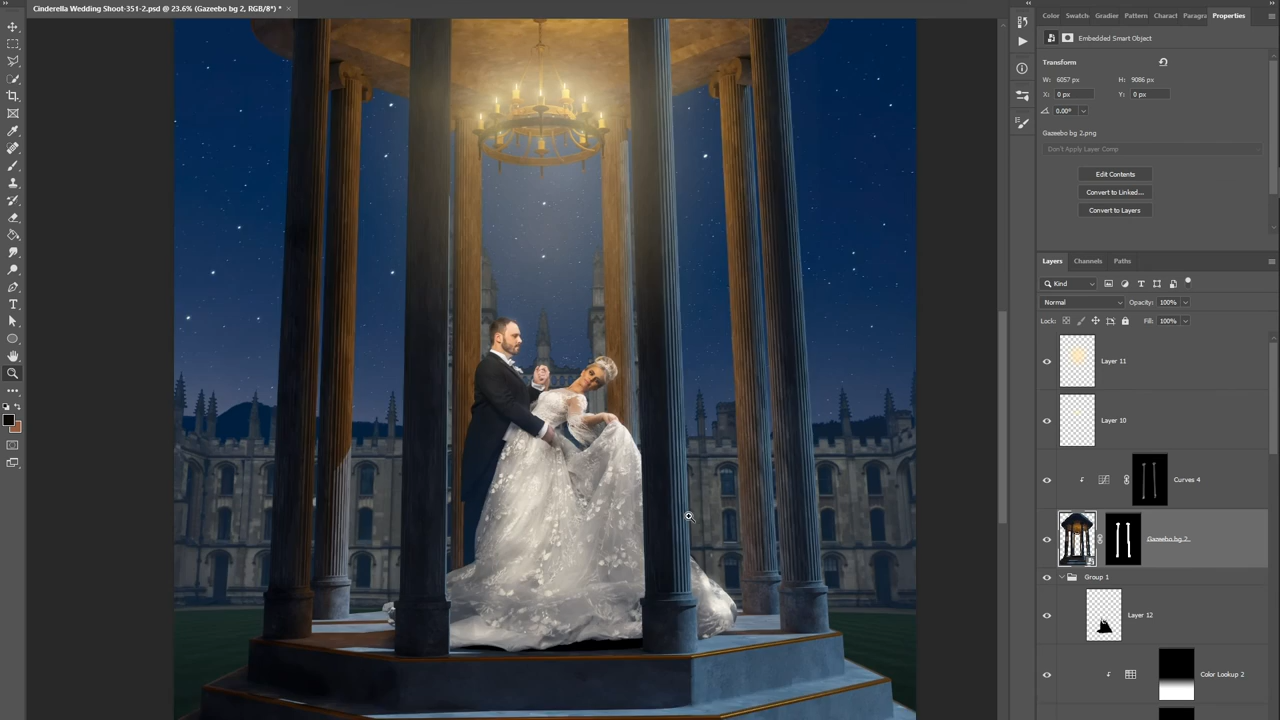 Cinderella Wedding Shoot-351-2.psd @ 23.6% (Gazeebo bg 2, RGB/8*) *
Color Swatch Gradier Pattern Charact Paragra Properties
Embedded Smart Object
Transform
W: 6057 px H: 9086 px
X: 0 px Y: 0 px
0.00°
Gazeebo bg 2.png
Don't Apply Layer Comp
Edit Contents
Convert to Linked...
Convert to Layers
Layers Channels Paths
Kind
Normal Opacity: 100%
Lock: Fill: 100%
Layer 11
Layer 10
Curves 4
Gazeebo bg 2
Group 1
Layer 12
Color Lookup 2